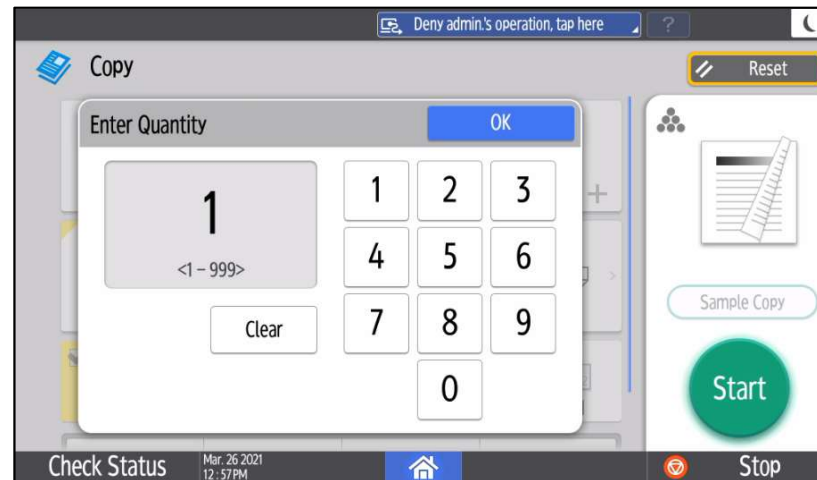 Deny admin.'s operation, tap here
?
Copy
Reset
Enter Quantity
OK
1
<1 – 999>
Clear
1 2 3
4 5 6
7 8 9
0
Sample Copy
Start
Check Status
Mar. 26 2021
12:57PM
Stop